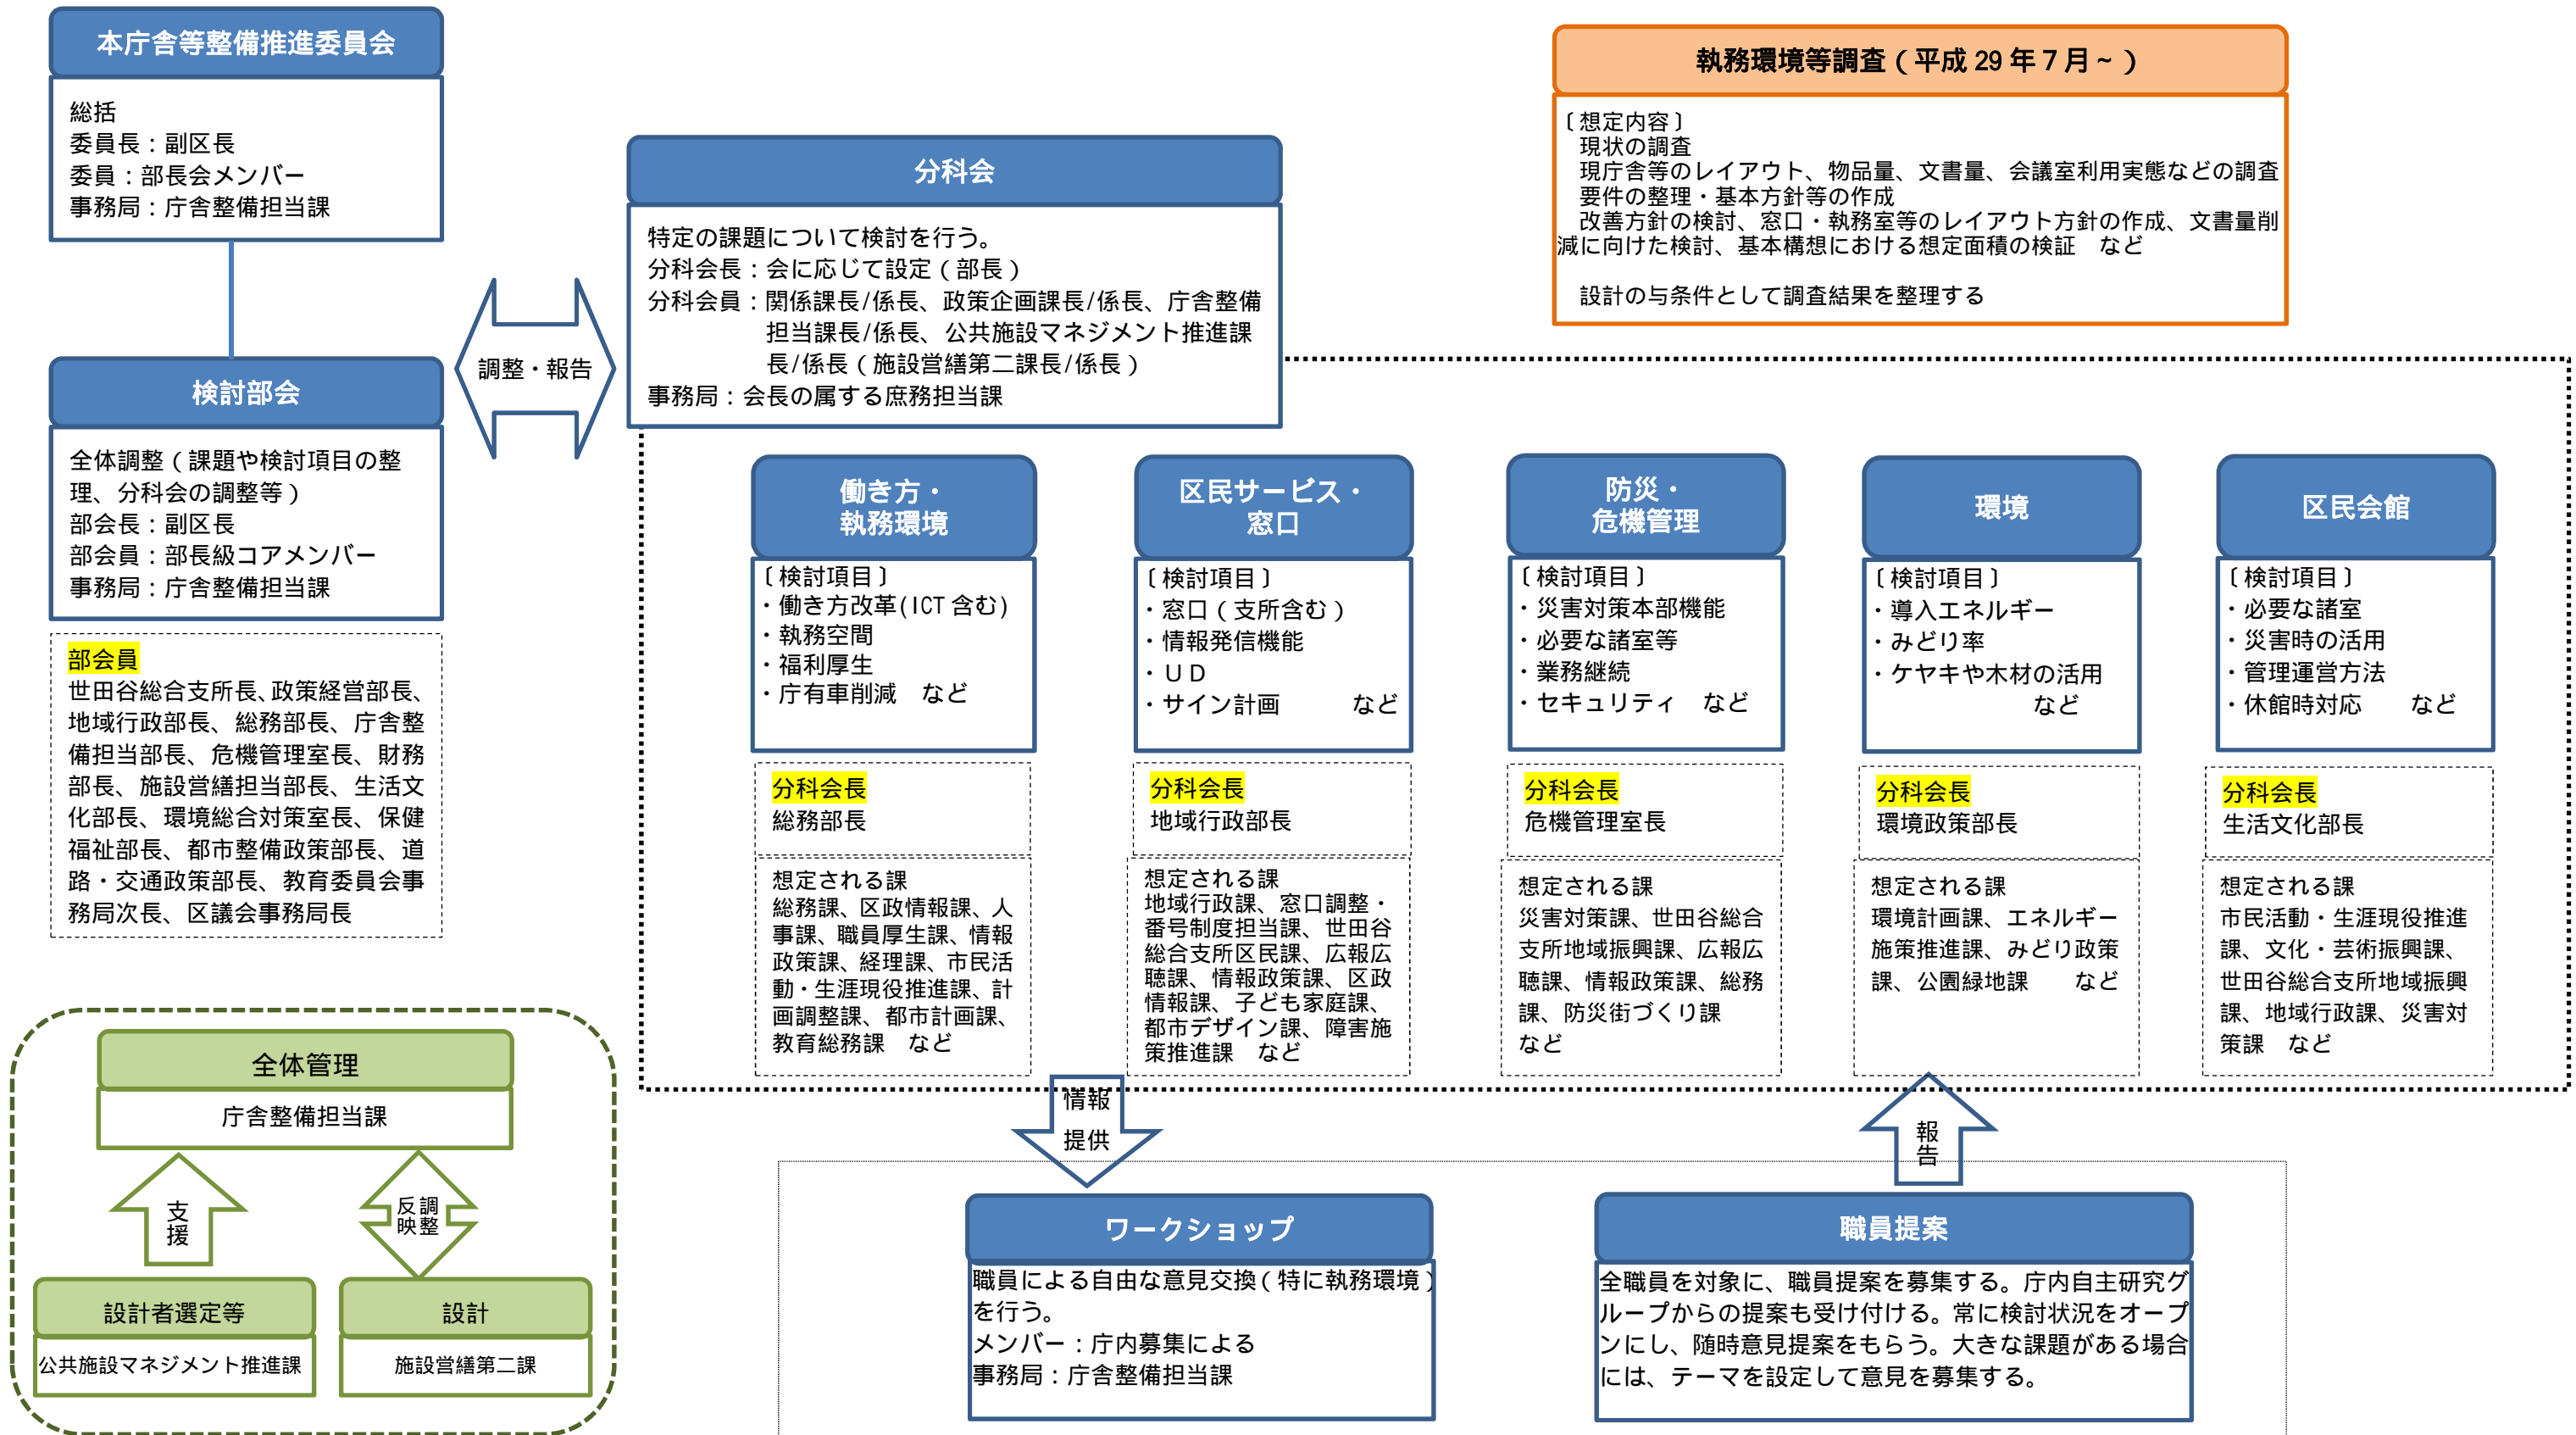 本庁舎等整備推進委員会
総括
委員長：副区長
委員：部長会メンバー
事務局：庁舎整備担当課
検討部会
全体調整（課題や検討項目の整
理、分科会の調整等）
部会長：副区長
部会員：部長級コアメンバー
事務局：庁舎整備担当課
部会員
世田谷総合支所長、政策経営部長、
地域行政部長、総務部長、庁舎整
備担当部長、危機管理室長、財務
部長、施設営繕担当部長、生活文
化部長、環境総合対策室長、保健
福祉部長、都市整備政策部長、道
路・交通政策部長、教育委員会事
務局次長、区議会事務局長
調整・報告
分科会
特定の課題について検討を行う。
分科会長：会に応じて設定（部長）
分科会員：関係課長/係長、政策企画課長/係長、庁舎整備
担当課長/係長、公共施設マネジメント推進課
長/係長（施設営繕第二課長/係長）
事務局：会長の属する庶務担当課
執務環境等調査（平成 29 年 7 月~ ）
〔想定内容〕
現状の調査
現庁舎等のレイアウト、物品量、文書量、会議室利用実態などの調査
要件の整理・基本方針等の作成
改善方針の検討、窓口・執務室等のレイアウト方針の作成、文書量削
減に向けた検討、基本構想における想定面積の検証　など
設計の与条件として調査結果を整理する
働き方・
執務環境
〔検討項目〕
・働き方改革(ICT 含む)
・執務空間
・福利厚生
・庁有車削減　など
分科会長
総務部長
想定される課
総務課、区政情報課、人
事課、職員厚生課、情報
政策課、経理課、市民活
動・生涯現役推進課、計
画調整課、都市計画課、
教育総務課　など
区民サービス・
窓口
〔検討項目〕
・窓口（支所含む）
・情報発信機能
・ＵＤ
・サイン計画　　　など
分科会長
地域行政部長
想定される課
地域行政課、窓口調整・
番号制度担当課、世田谷
総合支所区民課、広報広
聴課、情報政策課、区政
情報課、子ども家庭課、
都市デザイン課、障害施
策推進課　など
防災・
危機管理
〔検討項目〕
・災害対策本部機能
・必要な諸室等
・業務継続
・セキュリティ　など
分科会長
危機管理室長
想定される課
災害対策課、世田谷総合
支所地域振興課、広報広
聴課、情報政策課、総務
課、防災街づくり課
など
環境
〔検討項目〕
・導入エネルギー
・みどり率
・ケヤキや木材の活用
など
分科会長
環境政策部長
想定される課
環境計画課、エネルギー
施策推進課、みどり政策
課、公園緑地課　　など
区民会館
〔検討項目〕
・必要な諸室
・災害時の活用
・管理運営方法
・休館時対応　　など
分科会長
生活文化部長
想定される課
市民活動・生涯現役推進
課、文化・芸術振興課、
世田谷総合支所地域振興
課、地域行政課、災害対
策課　など
情報
提供
報告
ワークショップ
職員による自由な意見交換（特に執務環境）
を行う。
メンバー：庁内募集による
事務局：庁舎整備担当課
職員提案
全職員を対象に、職員提案を募集する。庁内自主研究グ
ループからの提案も受け付ける。常に検討状況をオープ
ンにし、随時意見提案をもらう。大きな課題がある場合
には、テーマを設定して意見を募集する。
全体管理
庁舎整備担当課
支援
調整
反映
設計者選定等
公共施設マネジメント推進課
設計
施設営繕第二課